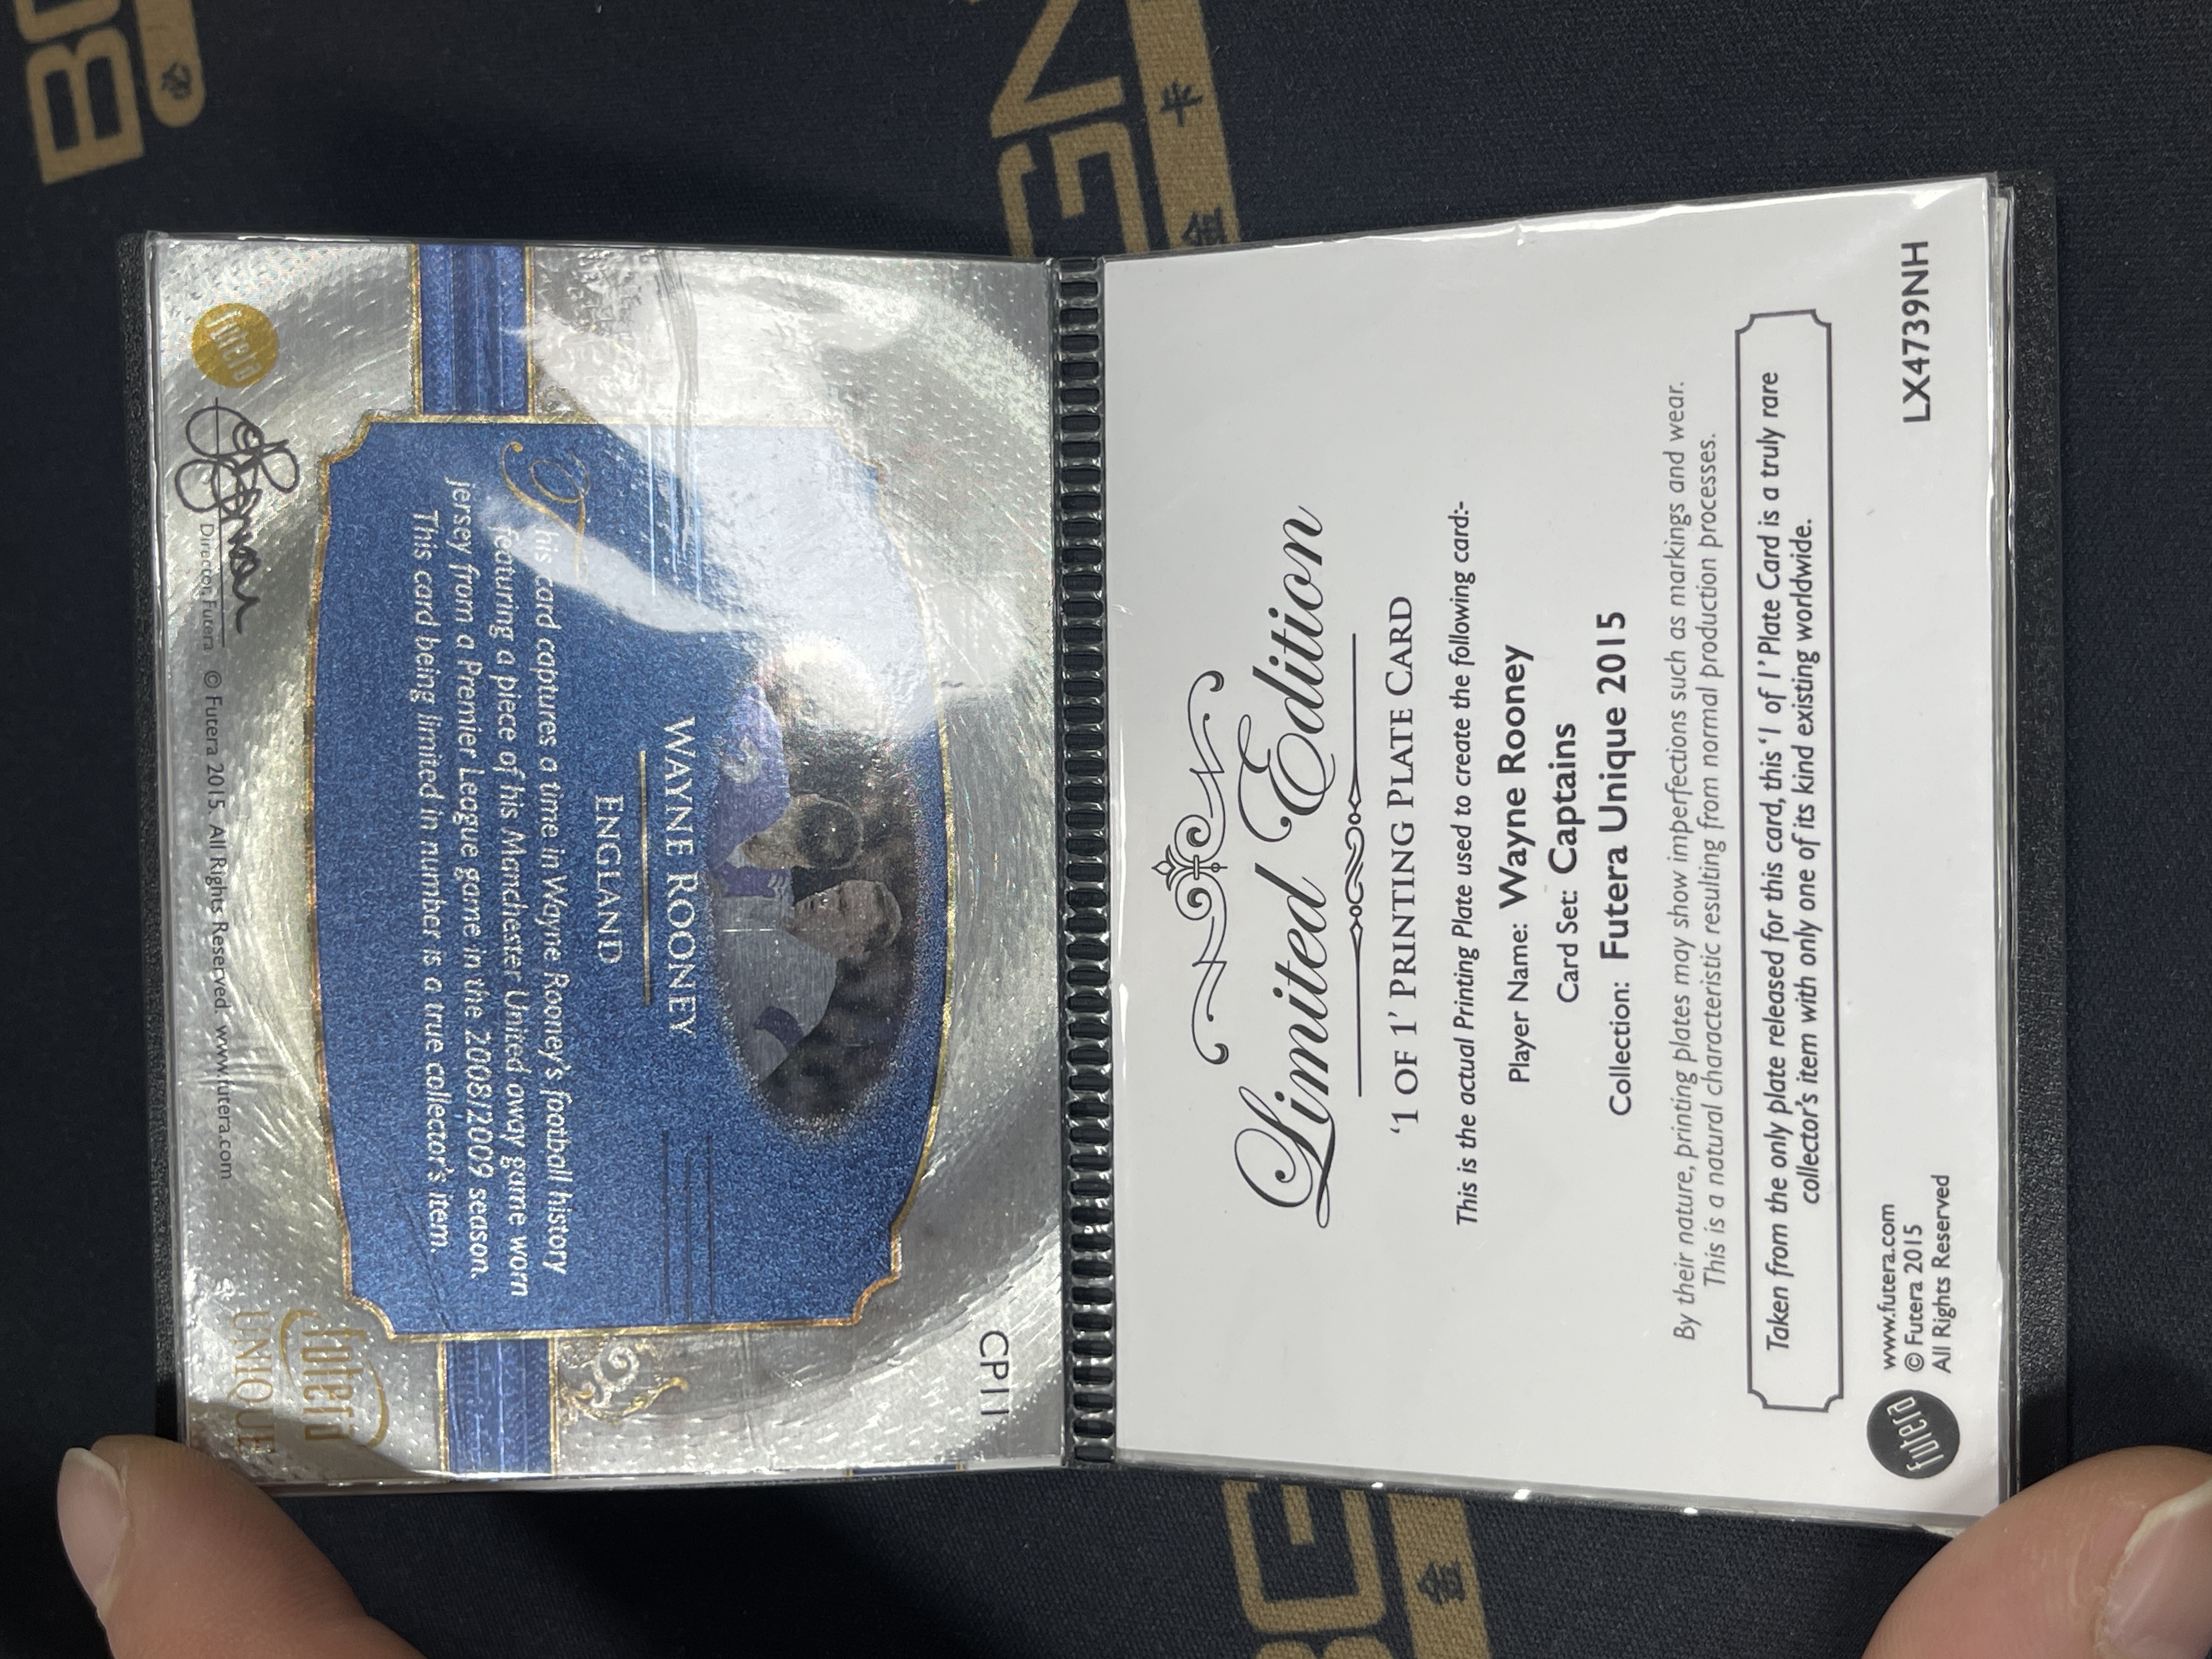 futera
Director, Futera
© Futera 2015. All Rights Reserved. www.futera.com
futera
UNIQUE
CP11
WAYNE ROONEY
ENGLAND
This card captures a time in Wayne Rooney's football history
featuring a piece of his Manchester United away game worn
jersey from a Premier League game in the 2008/2009 season.
This card being limited in number is a true collector's item.
Limited Edition
'1 OF 1' PRINTING PLATE CARD
This is the actual Printing Plate used to create the following card:-
Player Name: Wayne Rooney
Card Set: Captains
Collection: Futera Unique 2015
By their nature, printing plates may show imperfections such as markings and wear.
This is a natural characteristic resulting from normal production processes.
Taken from the only plate released for this card, this '1 of 1' Plate Card is a truly rare
collector's item with only one of its kind existing worldwide.
futera
www.futera.com
© Futera 2015
All Rights Reserved
LX4739NH
NG
卡
金
金